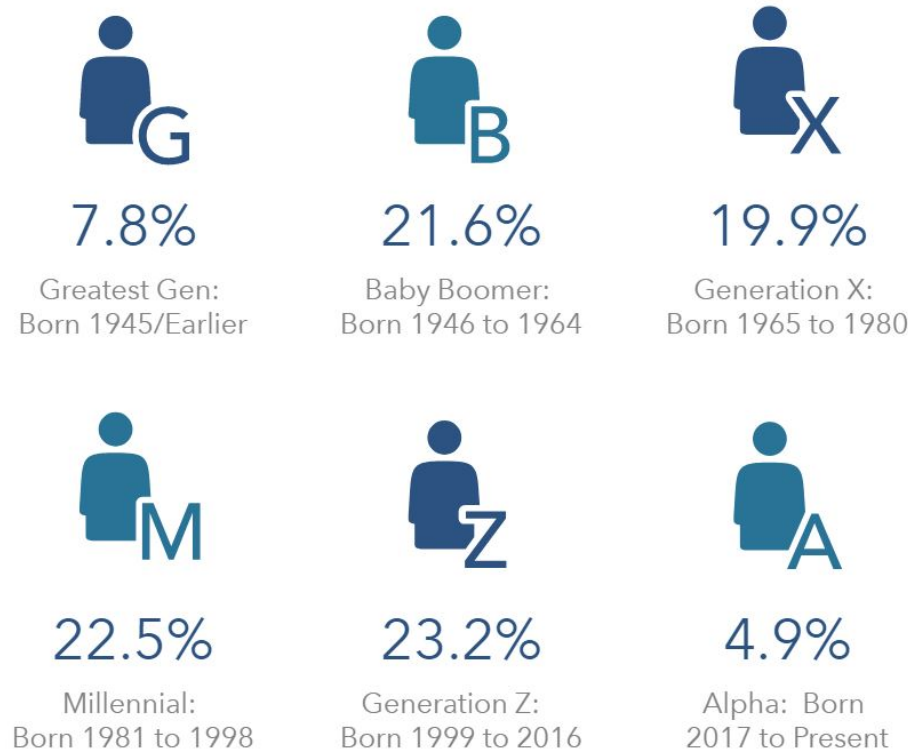 G
7.8%
Greatest Gen:
Born 1945/Earlier
B
21.6%
Baby Boomer:
Born 1946 to 1964
X
19.9%
Generation X:
Born 1965 to 1980
M
22.5%
Millennial:
Born 1981 to 1998
Z
23.2%
Generation Z:
Born 1999 to 2016
A
4.9%
Alpha: Born
2017 to Present